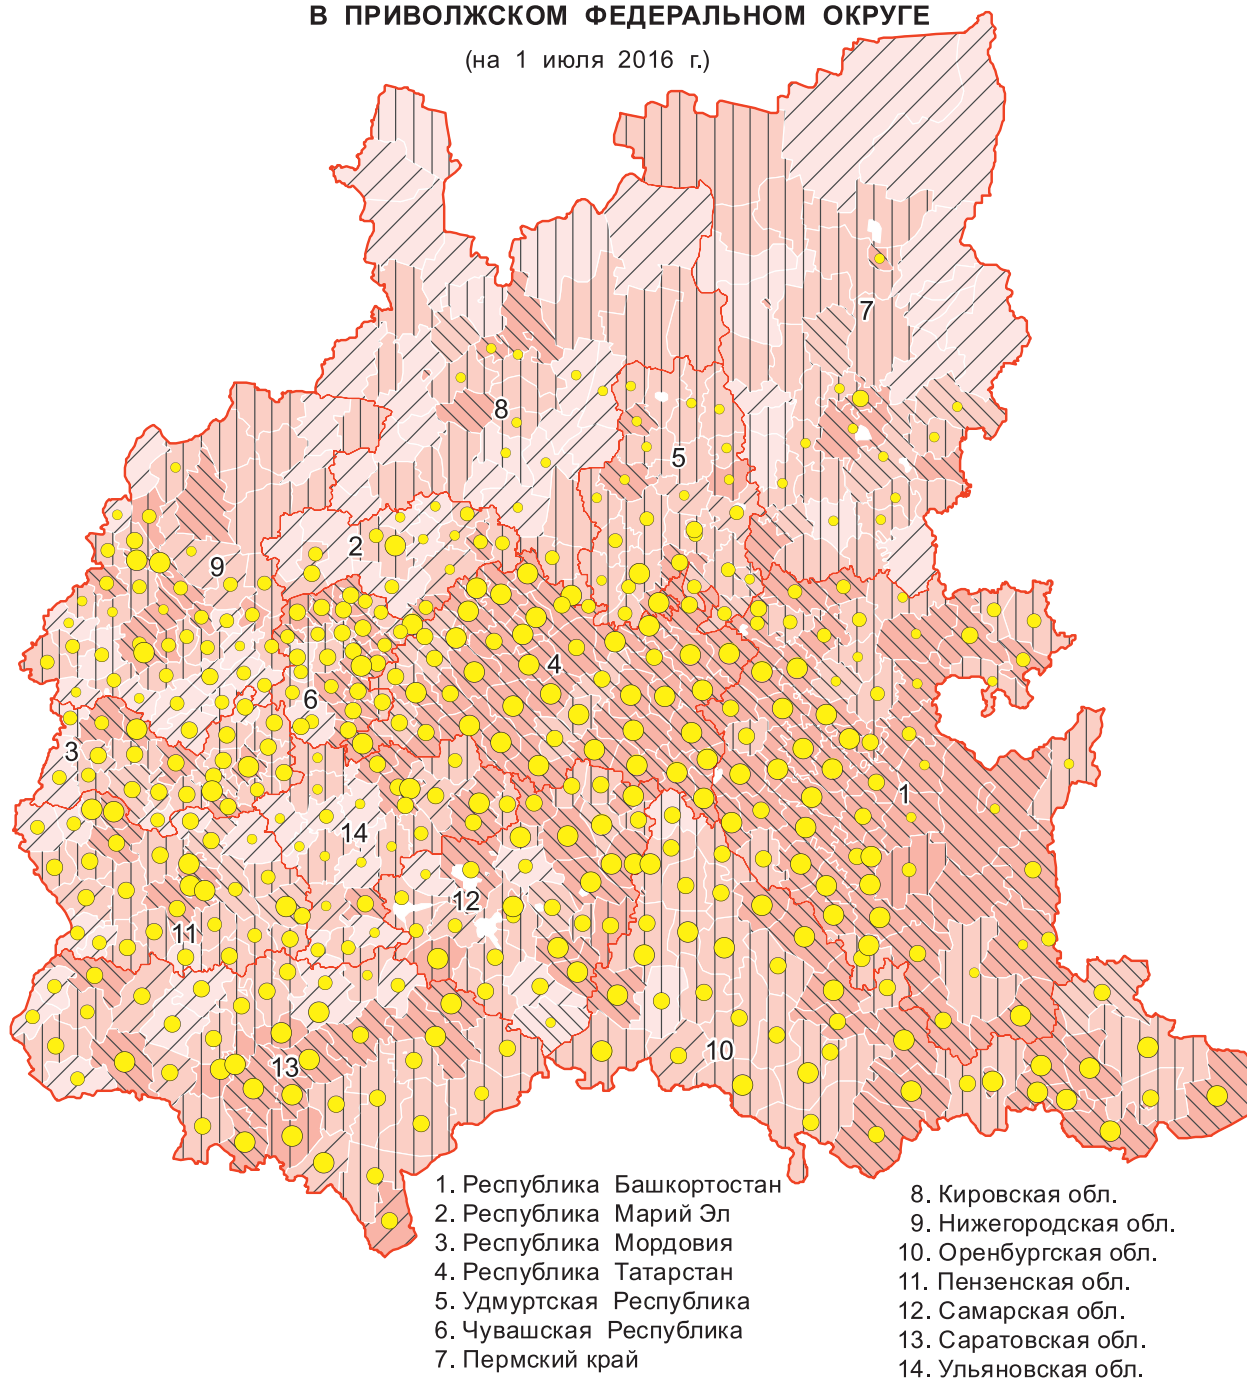 В ПРИВОЛЖСКОМ ФЕДЕРАЛЬНОМ ОКРУГЕ
(на 1 июля 2016 г.)
7
8
5
2
9
4
6
3
1
14
12
11
10
13
1. Республика Башкортостан
2. Республика Марий Эл
3. Республика Мордовия
4. Республика Татарстан
5. Удмуртская Республика
6. Чувашская Республика
7. Пермский край
8. Кировская обл.
9. Нижегородская обл.
10. Оренбургская обл.
11. Пензенская обл.
12. Самарская обл.
13. Саратовская обл.
14. Ульяновская обл.